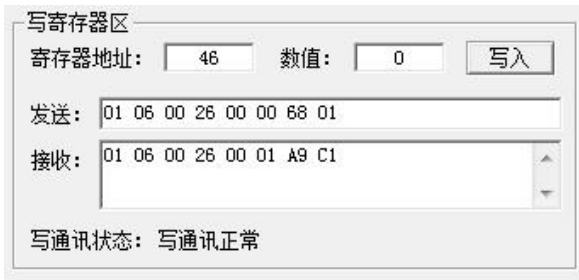 写寄存器区
寄存器地址： 46 数值： 0 写入
发送： 01 06 00 26 00 00 68 01
接收： 01 06 00 26 00 01 A9 C1
写通讯状态：写通讯正常